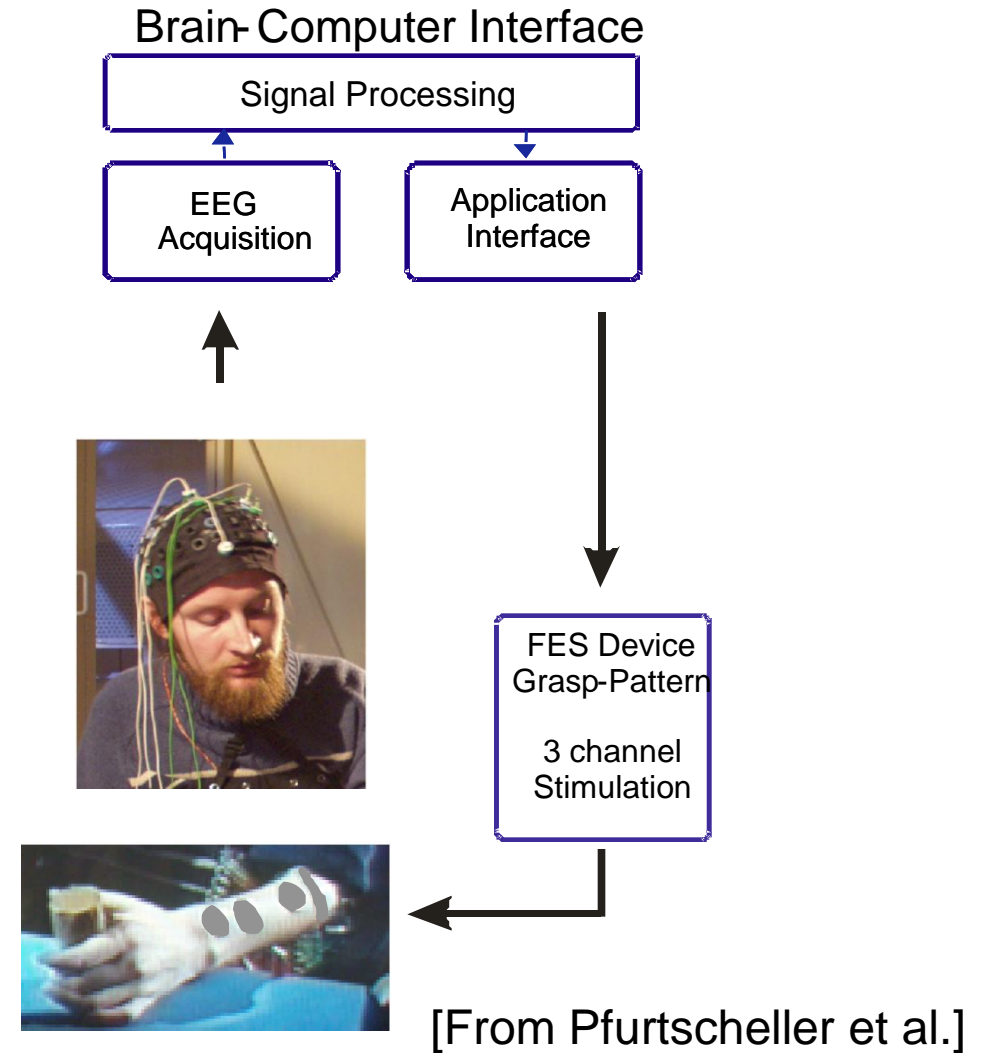 Brain-Computer Interface
Signal Processing
EEG
Acquisition
Application
Interface
FES Device
Grasp-Pattern
3 channel
Stimulation
[From Pfurtscheller et al.]